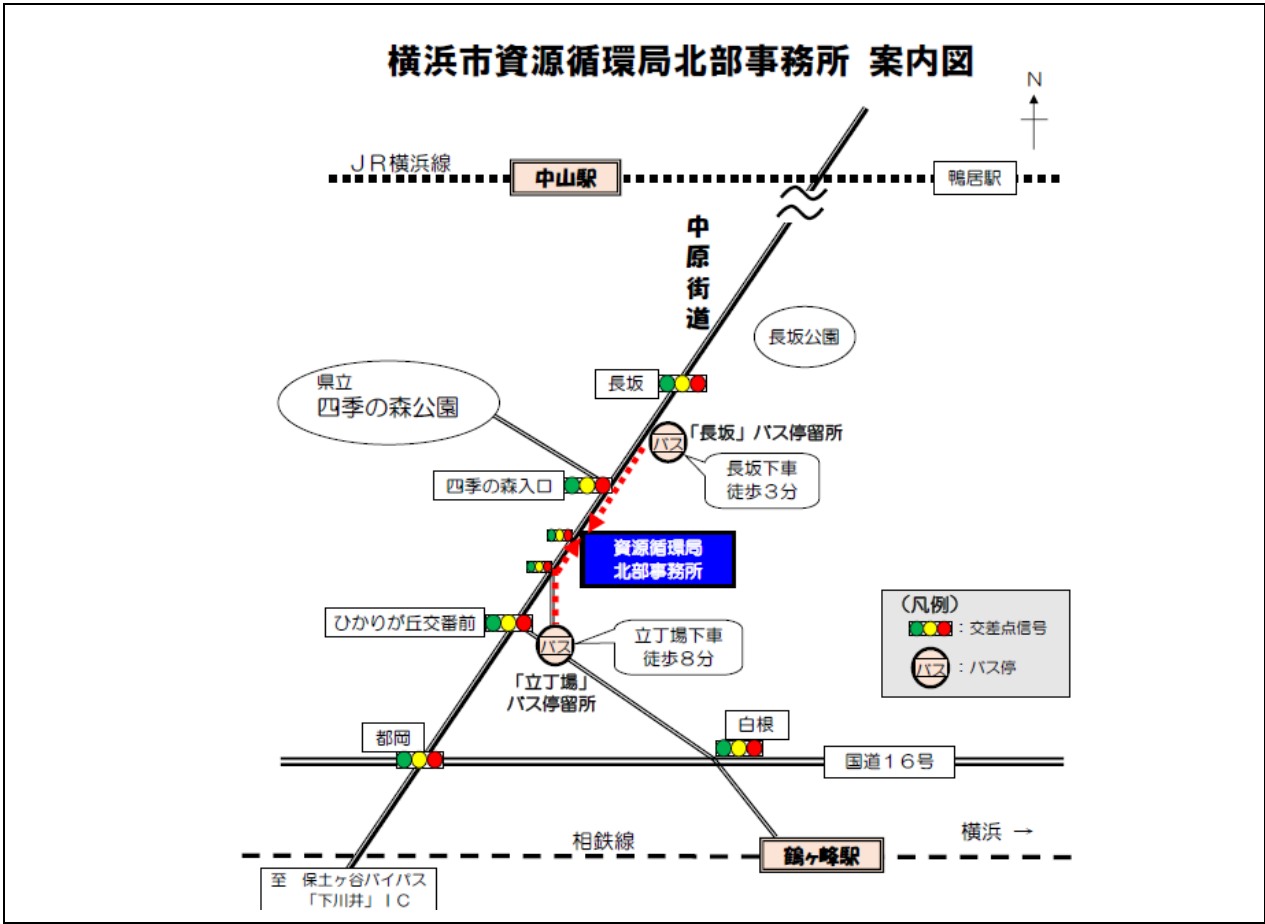 横浜市資源循環局北部事務所 案内図
N
JR横浜線
中山駅
鴨居駅
中原街道
長坂公園
県立
四季の森公園
長坂
「長坂」バス停留所
バス
長坂下車
徒歩3分
四季の森入口
資源循環局
北部事務所
ひかりが丘交番前
バス
立丁場下車
徒歩8分
「立丁場」
バス停留所
(凡例)
:交差点信号
バス
:バス停
都岡
白根
国道16号
相鉄線
横浜 →
鶴ヶ峰駅
至 保土ヶ谷バイパス
「下川井」IC